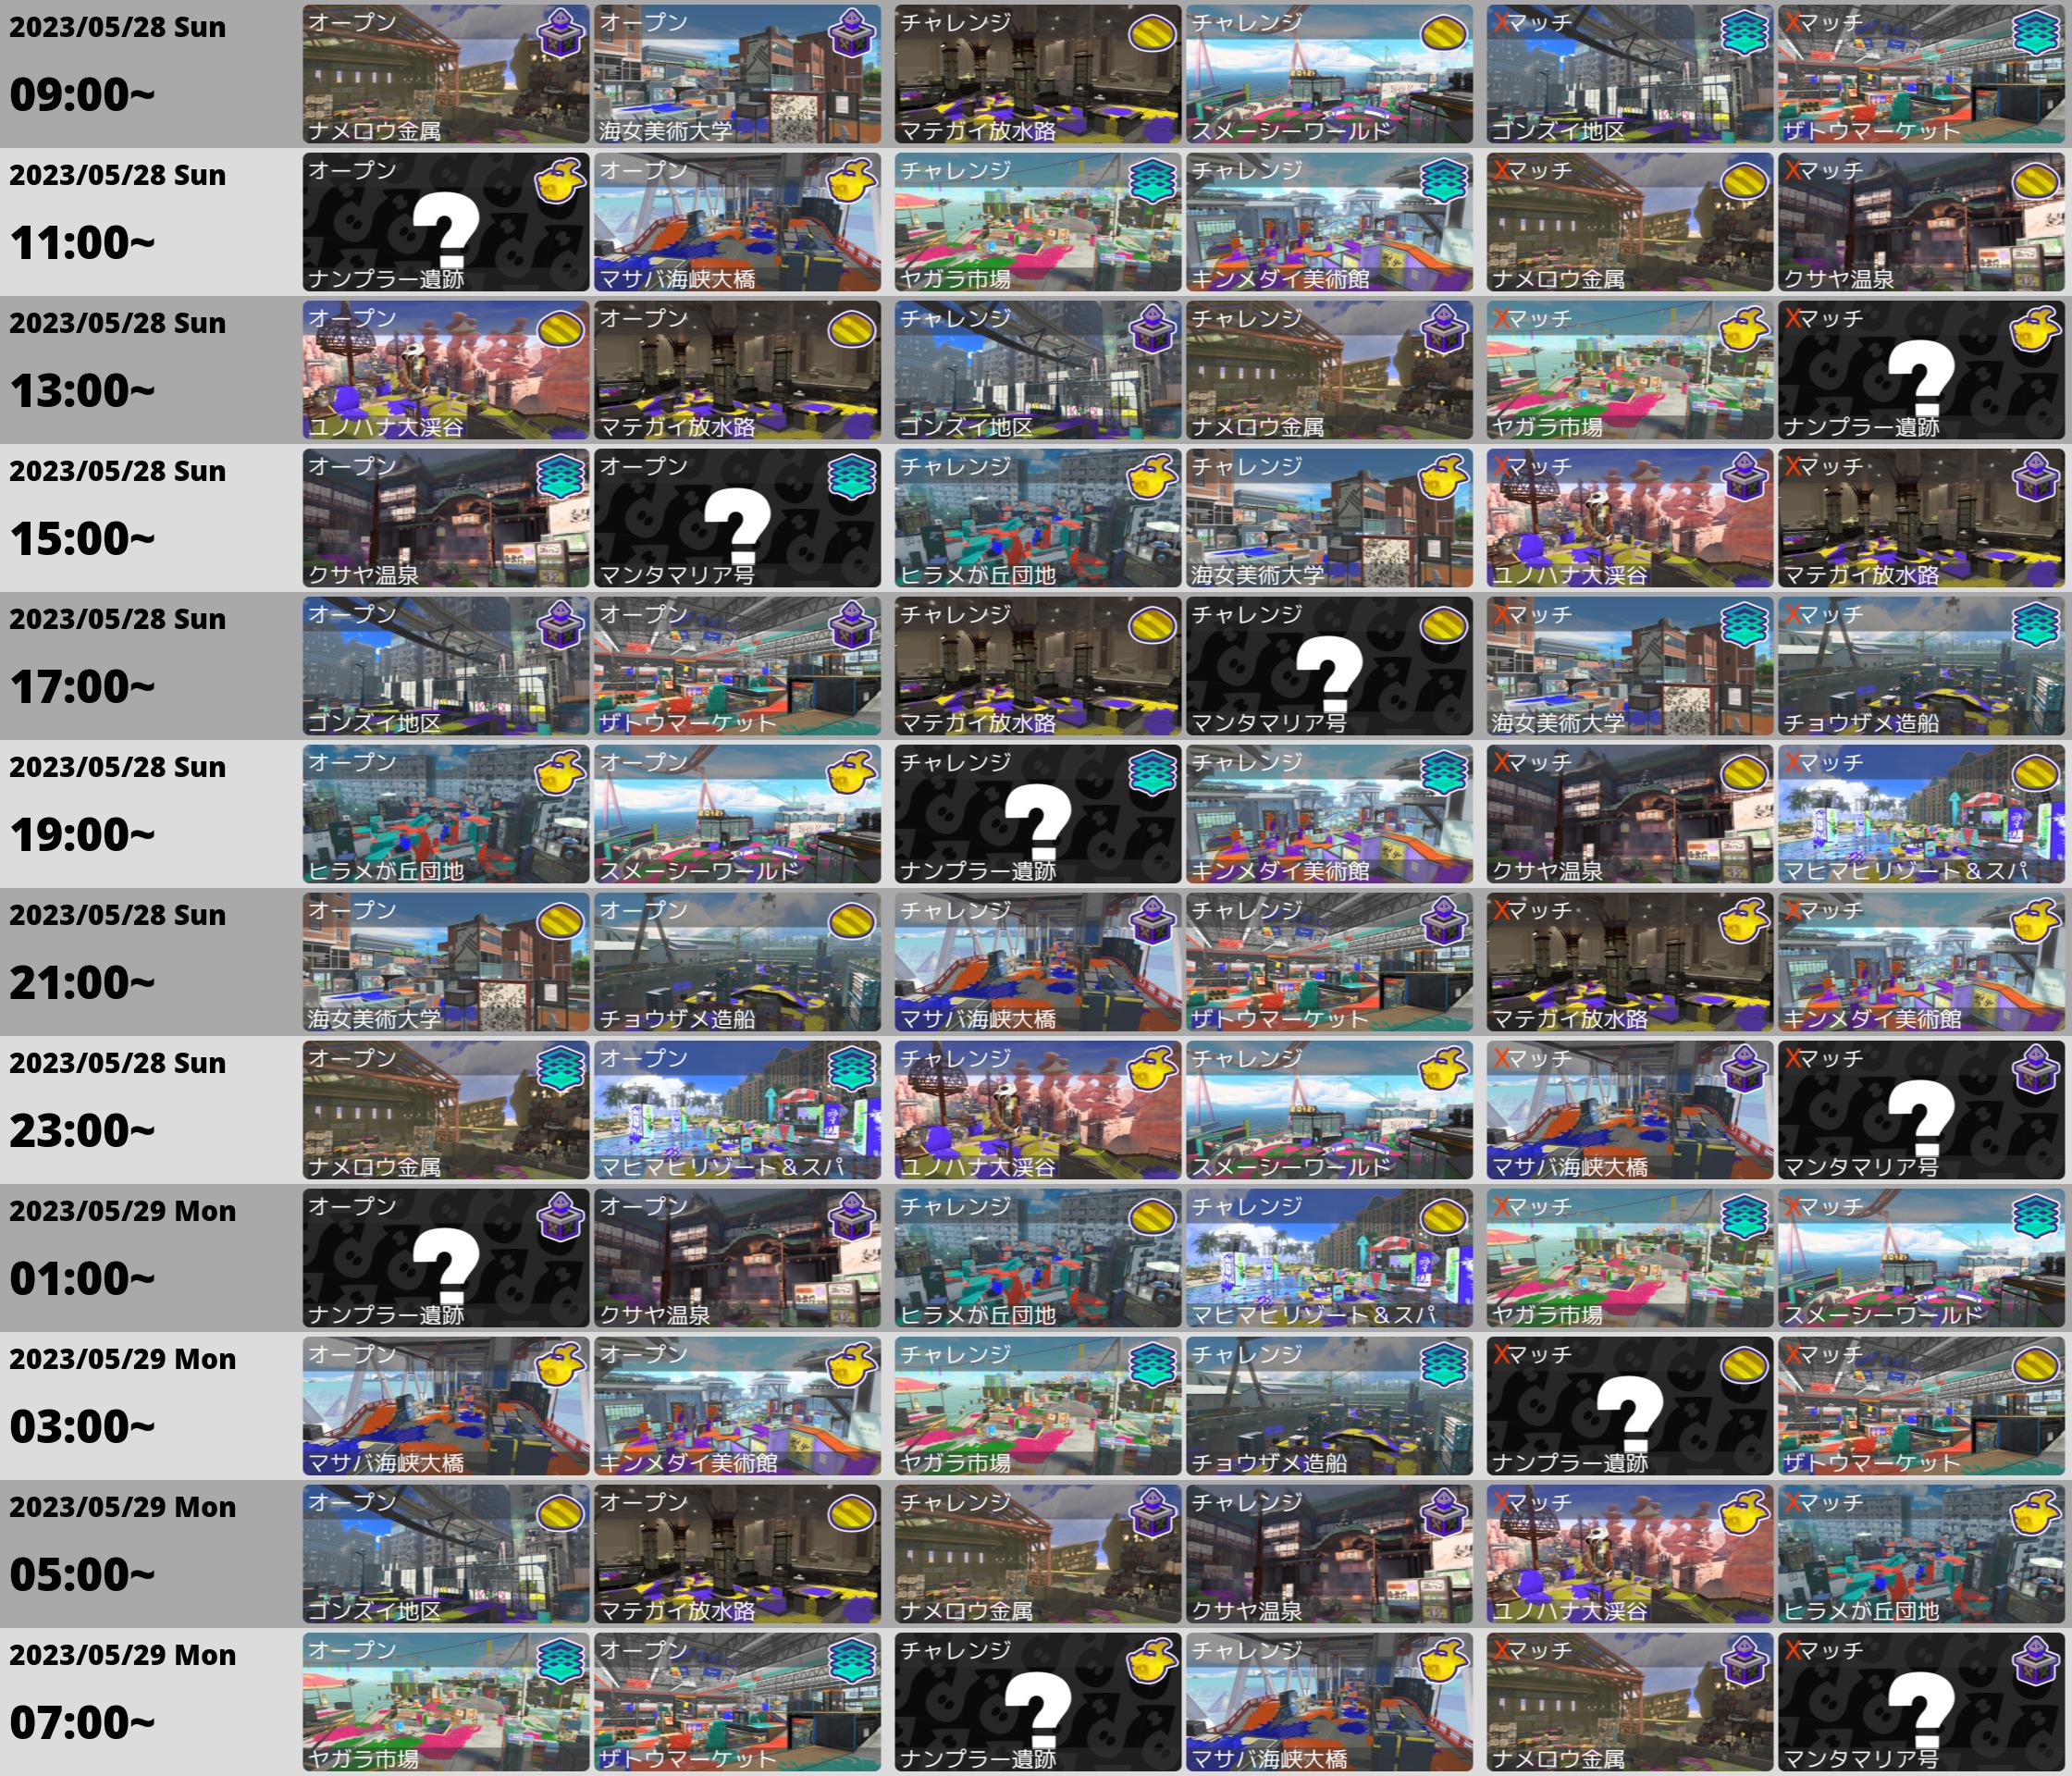 2023/05/28 Sun
09:00~
オープン オープン チャレンジ チャレンジ Xマッチ Xマッチ
ナメロウ金属 海女美術大学 マテガイ放水路 スメーシーワールド ゴンズイ地区 ザトウマーケット
2023/05/28 Sun
11:00~
オープン オープン チャレンジ チャレンジ Xマッチ Xマッチ
?
ナンプラー遺跡 マサバ海峡大橋 ヤガラ市場 キンメダイ美術館 ナメロウ金属 クサヤ温泉
2023/05/28 Sun
13:00~
オープン オープン チャレンジ チャレンジ Xマッチ Xマッチ
?
ユノハナ大渓谷 マテガイ放水路 ゴンズイ地区 ナメロウ金属 ヤガラ市場 ナンプラー遺跡
2023/05/28 Sun
15:00~
オープン オープン チャレンジ チャレンジ Xマッチ Xマッチ
?
クサヤ温泉 マンタマリア号 ヒラメが丘団地 海女美術大学 ユノハナ大渓谷 マテガイ放水路
2023/05/28 Sun
17:00~
オープン オープン チャレンジ チャレンジ Xマッチ Xマッチ
?
ゴンズイ地区 ザトウマーケット マテガイ放水路 マンタマリア号 海女美術大学 チョウザメ造船
2023/05/28 Sun
19:00~
オープン オープン チャレンジ チャレンジ Xマッチ Xマッチ
?
ヒラメが丘団地 スメーシーワールド ナンプラー遺跡 キンメダイ美術館 クサヤ温泉 マヒマヒリゾート&スパ
2023/05/28 Sun
21:00~
オープン オープン チャレンジ チャレンジ Xマッチ Xマッチ
海女美術大学 チョウザメ造船 マサバ海峡大橋 ザトウマーケット マテガイ放水路 キンメダイ美術館
2023/05/28 Sun
23:00~
オープン オープン チャレンジ チャレンジ Xマッチ Xマッチ
?
ナメロウ金属 マヒマヒリゾート&スパ ユノハナ大渓谷 スメーシーワールド マサバ海峡大橋 マンタマリア号
2023/05/29 Mon
01:00~
オープン オープン チャレンジ チャレンジ Xマッチ Xマッチ
?
ナンプラー遺跡 クサヤ温泉 ヒラメが丘団地 マヒマヒリゾート&スパ ヤガラ市場 スメーシーワールド
2023/05/29 Mon
03:00~
オープン オープン チャレンジ チャレンジ Xマッチ Xマッチ
?
マサバ海峡大橋 キンメダイ美術館 ヤガラ市場 チョウザメ造船 ナンプラー遺跡 ザトウマーケット
2023/05/29 Mon
05:00~
オープン オープン チャレンジ チャレンジ Xマッチ Xマッチ
ゴンズイ地区 マテガイ放水路 ナメロウ金属 クサヤ温泉 ユノハナ大渓谷 ヒラメが丘団地
2023/05/29 Mon
07:00~
オープン オープン チャレンジ チャレンジ Xマッチ Xマッチ
? ?
ヤガラ市場 ザトウマーケット ナンプラー遺跡 マサバ海峡大橋 ナメロウ金属 マンタマリア号